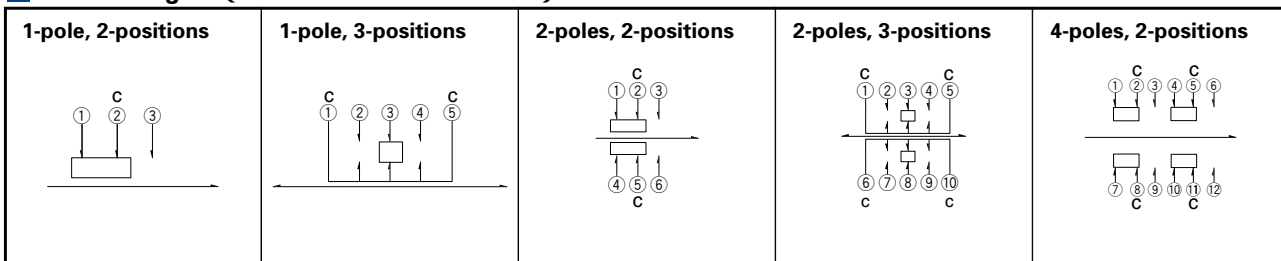 1-pole, 2-positions
C
① ② ③
1-pole, 3-positions
C C
① ② ③ ④ ⑤
2-poles, 2-positions
C
① ② ③
④ ⑤ ⑥
C
2-poles, 3-positions
C C
① ② ③ ④ ⑤
⑥ ⑦ ⑧ ⑨ ⑩
C C
4-poles, 2-positions
C C
① ② ③ ④ ⑤ ⑥
⑦ ⑧ ⑨ ⑩ ⑪ ⑫
C C